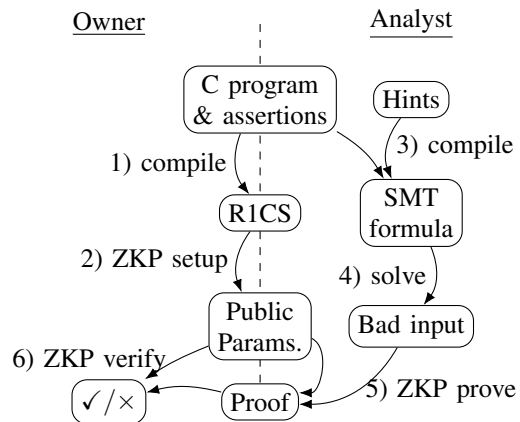 Owner
Analyst
C program
& assertions
Hints
1) compile
3) compile
R1CS
SMT
formula
2) ZKP setup
4) solve
Public
Params.
Bad input
6) ZKP verify
5) ZKP prove
✓/×
Proof